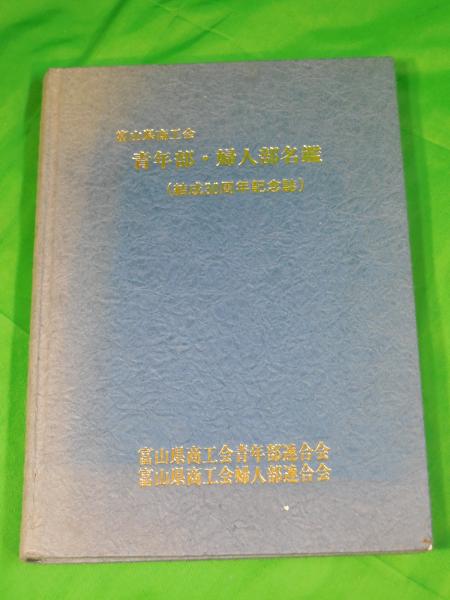 富山県商工会
青年部・婦人部名鑑
(結成30周年記念誌)
富山県商工会青年部連合会
富山県商工会婦人部連合会